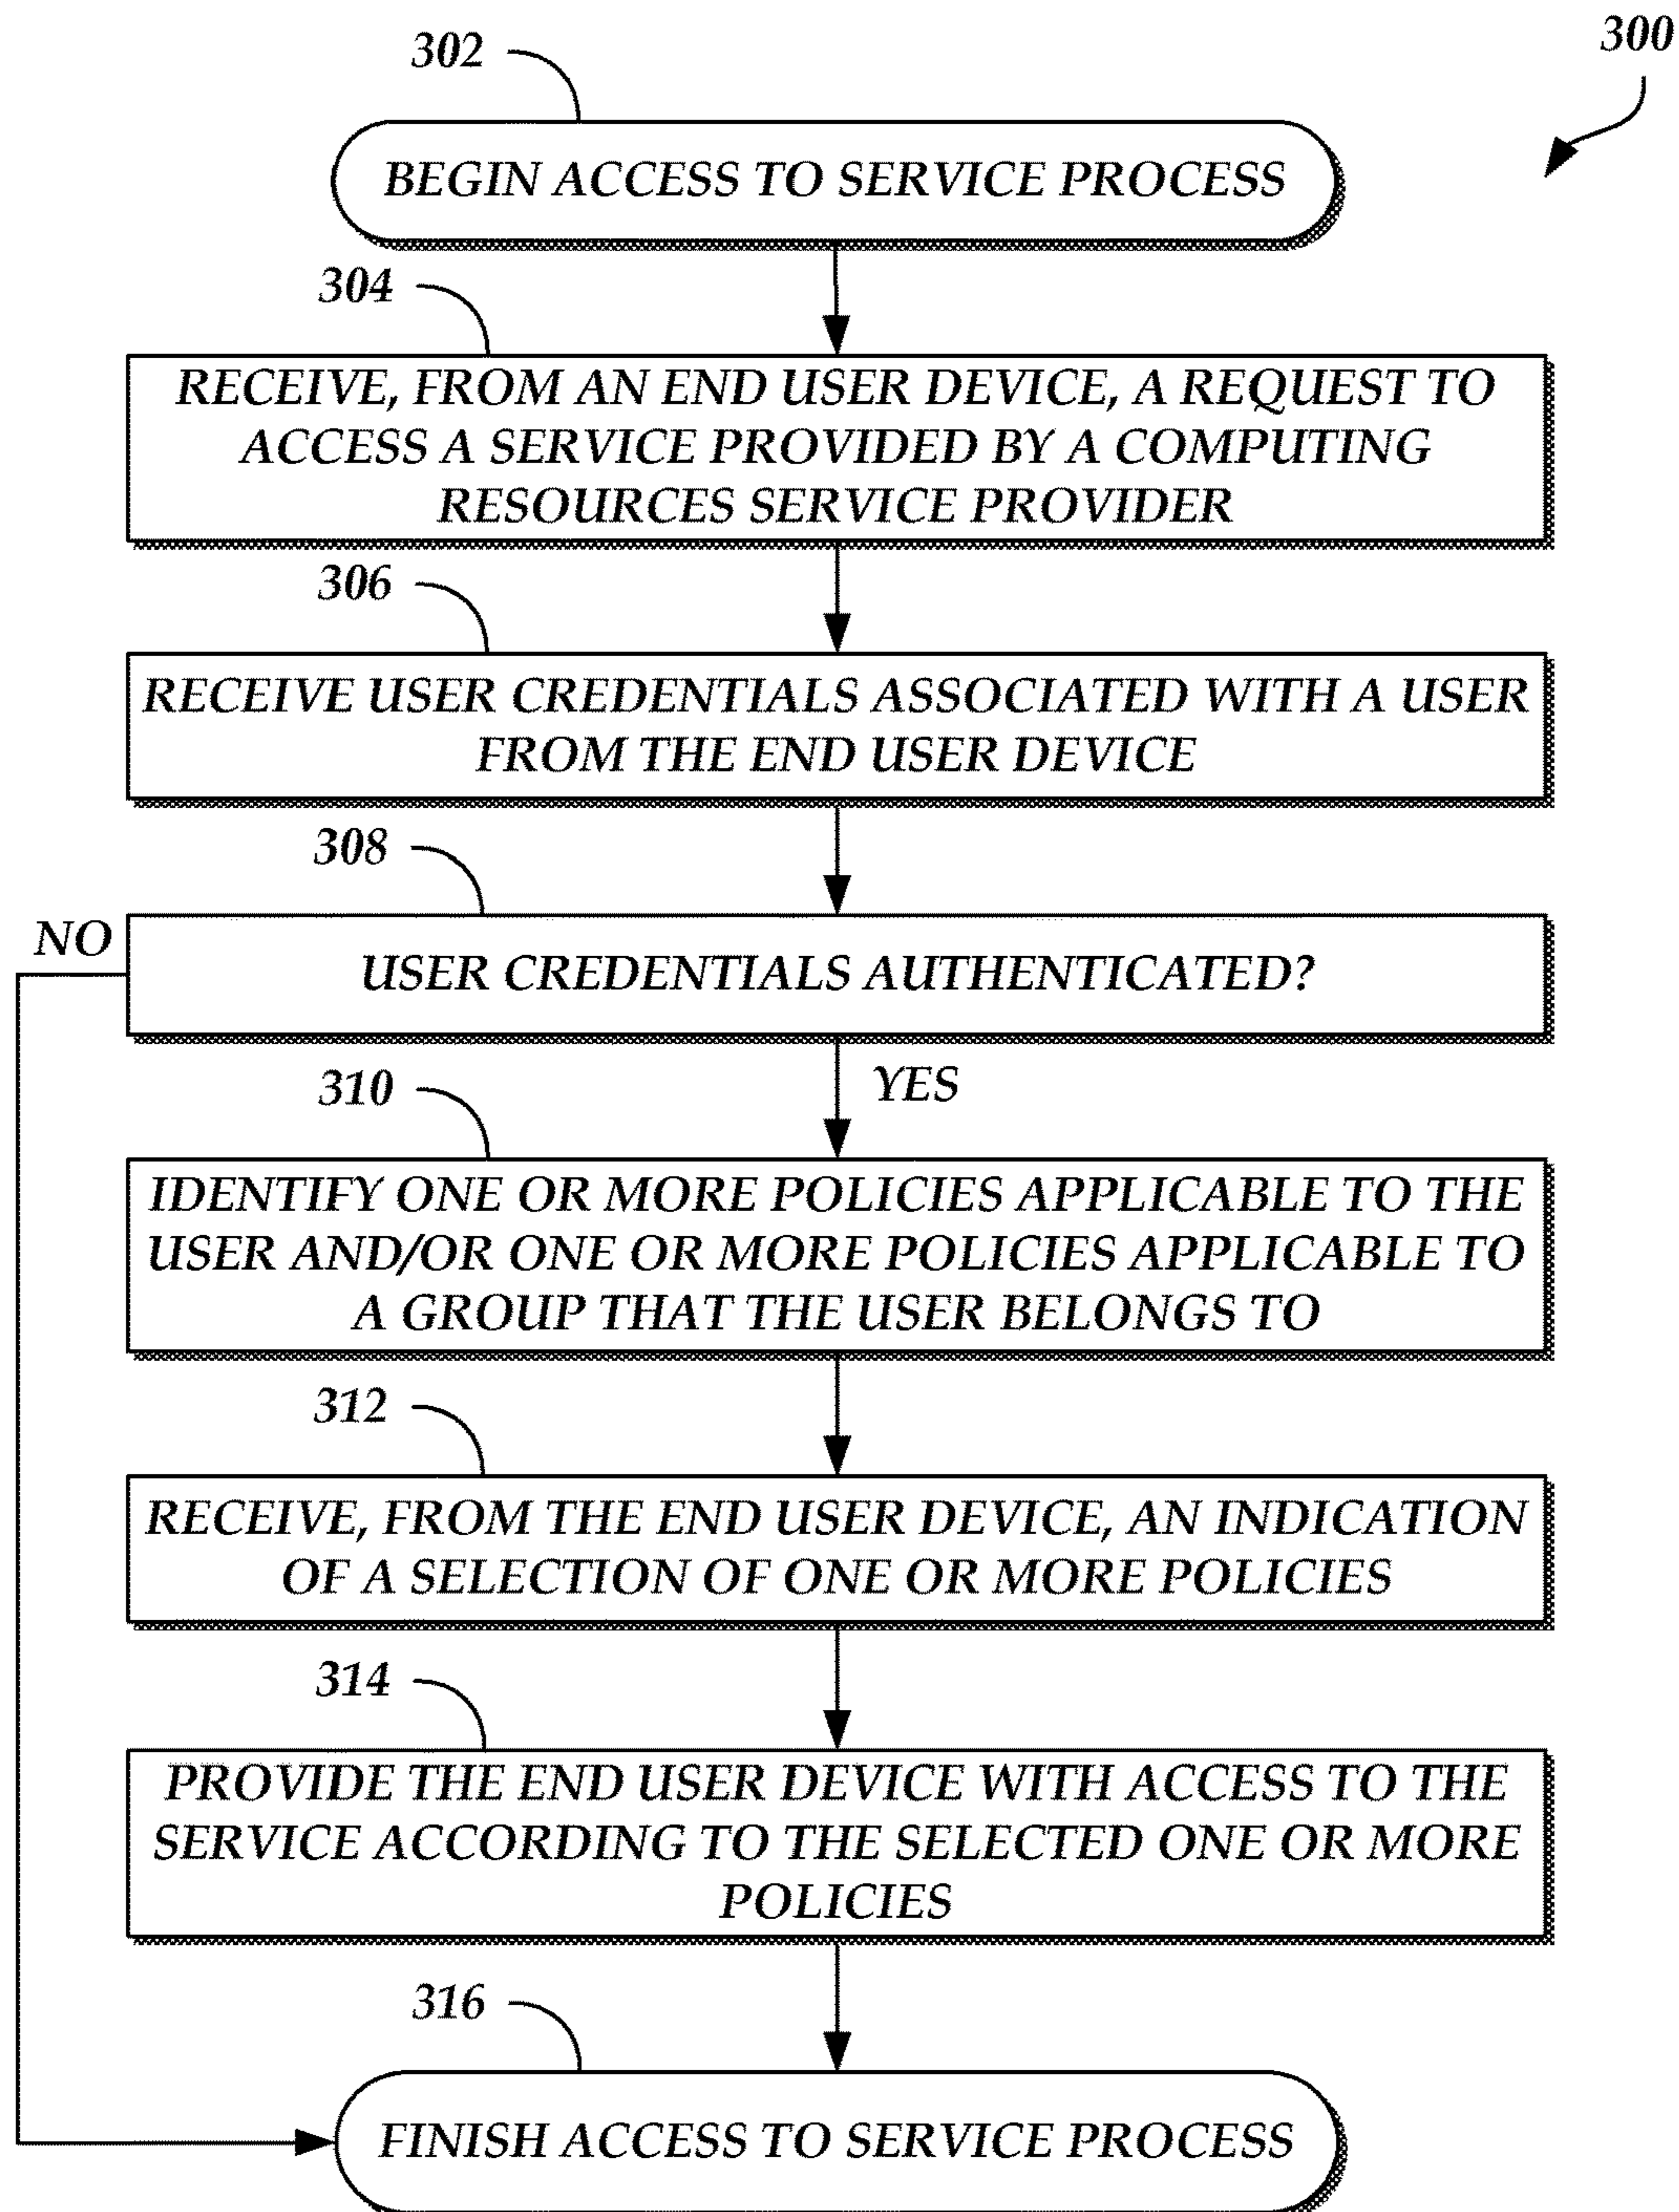 300
302
BEGIN ACCESS TO SERVICE PROCESS
304
RECEIVE, FROM AN END USER DEVICE, A REQUEST TO
ACCESS A SERVICE PROVIDED BY A COMPUTING
RESOURCES SERVICE PROVIDER
306
RECEIVE USER CREDENTIALS ASSOCIATED WITH A USER
FROM THE END USER DEVICE
308
NO
USER CREDENTIALS AUTHENTICATED?
YES
310
IDENTIFY ONE OR MORE POLICIES APPLICABLE TO THE
USER AND/OR ONE OR MORE POLICIES APPLICABLE TO
A GROUP THAT THE USER BELONGS TO
312
RECEIVE, FROM THE END USER DEVICE, AN INDICATION
OF A SELECTION OF ONE OR MORE POLICIES
314
PROVIDE THE END USER DEVICE WITH ACCESS TO THE
SERVICE ACCORDING TO THE SELECTED ONE OR MORE
POLICIES
316
FINISH ACCESS TO SERVICE PROCESS